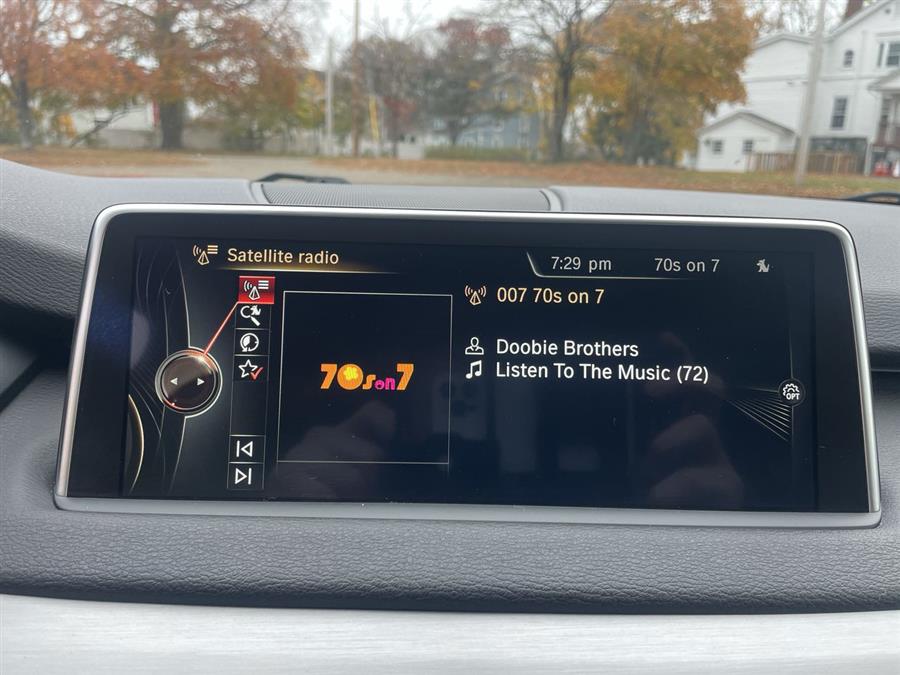 Satellite radio
7:29 pm
70s on 7
007 70s on 7
70s on 7
Doobie Brothers
Listen To The Music (72)
OPT